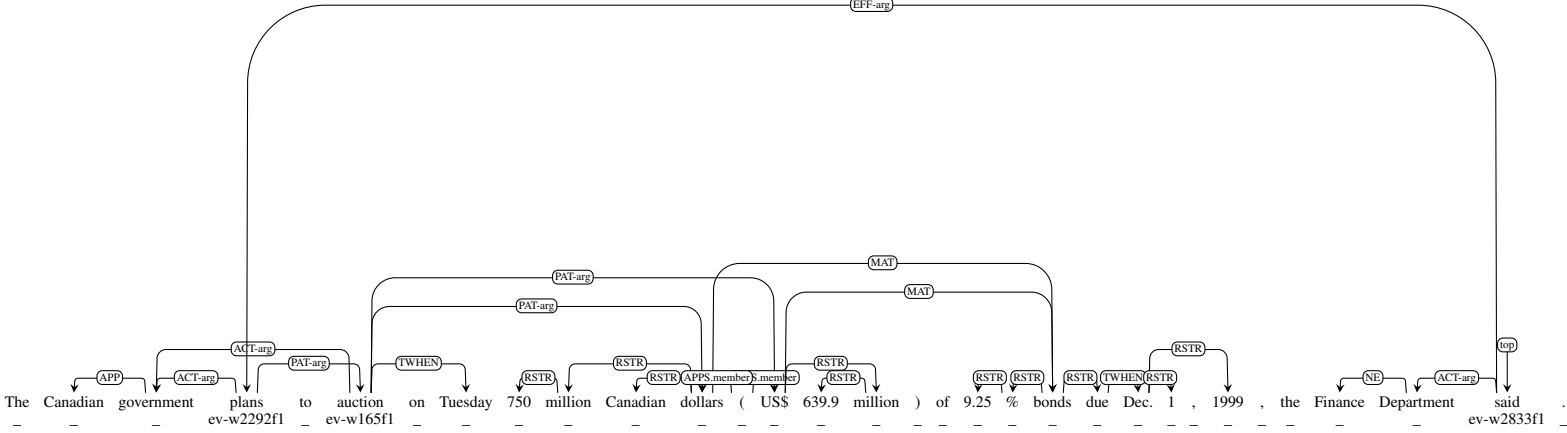 EFF-arg
MAT
PAT-arg
MAT
PAT-arg
top
ACT-arg RSTR
PAT-arg TWHEN RSTR RSTR
APP ACT-arg RSTR RSTR APPS.member S.member RSTR RSTR RSTR RSTR TWHEN RSTR NE ACT-arg
The Canadian government plans to auction on Tuesday 750 million Canadian dollars ( US$ 639.9 million ) of 9.25 % bonds due Dec. 1 , 1999 , the Finance Department said .
_ _ _ ev-w2292f1 _ ev-w165f1 _ _ _ _ _ _ _ _ _ _ _ _ _ _ _ _ _ _ _ _ _ _ _ _ ev-w2833f1 _